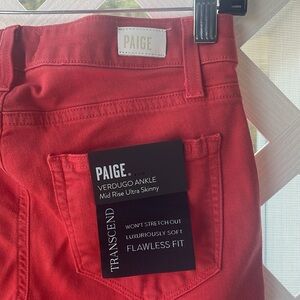 PAIGE
PAIGE.
VERDUGO ANKLE
Mid Rise Ultra Skinny
TRANSCEND
WON'T STRETCH OUT
LUXURIOUSLY SOFT
FLAWLESS FIT